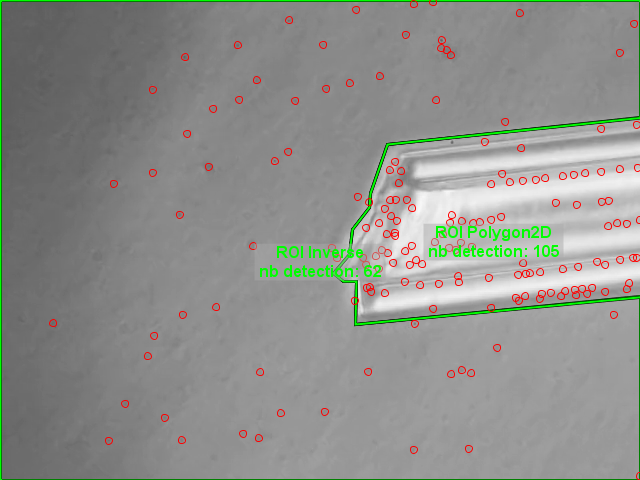 ROI Polygon2D
nb detection: 105
ROI Inverse
nb detection: 62